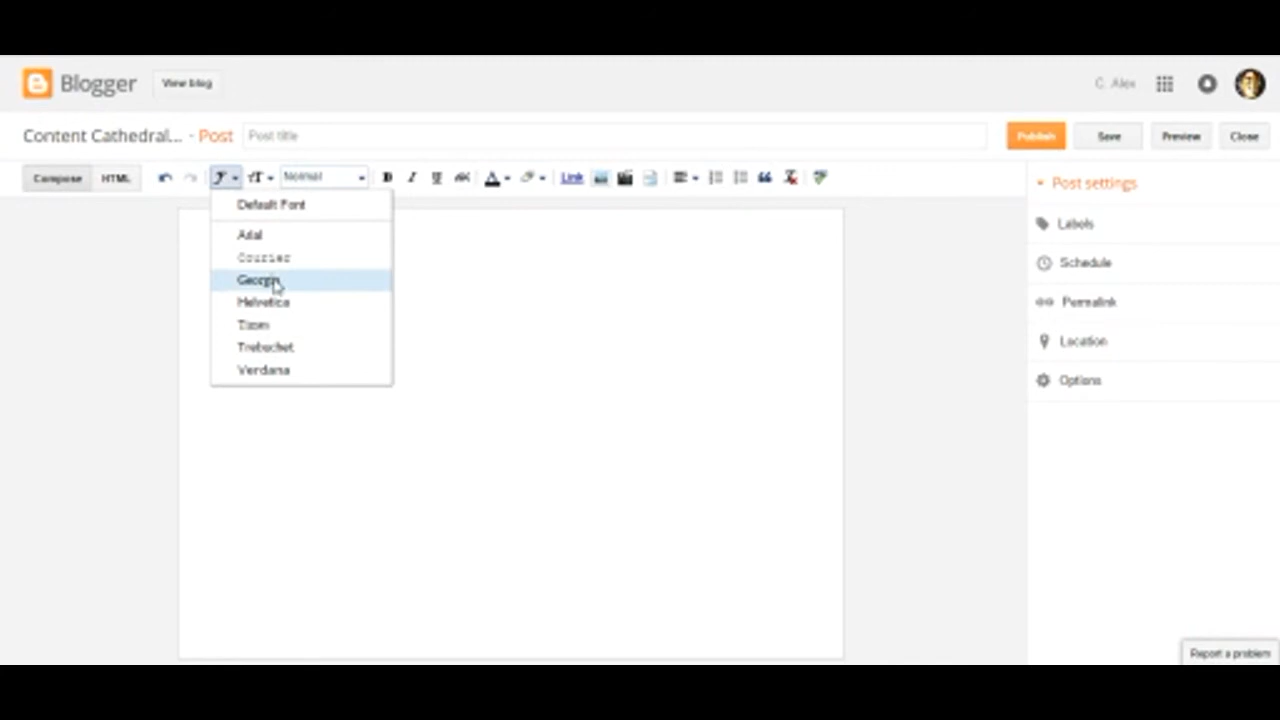 Blogger View blog C. Alex
Content Cathedral... - Post Post title Publish Save Preview Close
Compose HTML Normal B I U ABC A Link
Post settings
Default Font
Labels
Arial
Courier
Schedule
Georgia
Helvetica
Permalink
Times
Trebuchet
Location
Verdana
Options
Report a problem